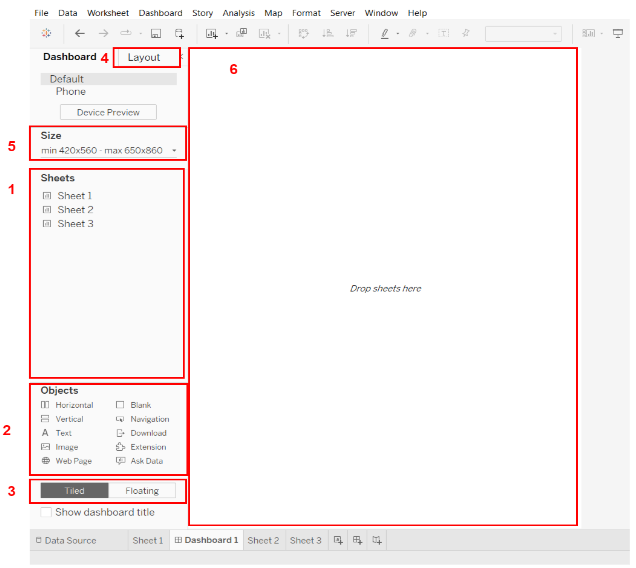 File Data Worksheet Dashboard Story Analysis Map Format Server Window Help
Dashboard 4 Layout
6
Default
Phone
Device Preview
5
Size
min 420x560 - max 650x860
1
Sheets
Sheet 1
Sheet 2
Sheet 3
Drop sheets here
2
Objects
Horizontal Blank
Vertical Navigation
A Text Download
Image Extension
Web Page Ask Data
3
Tiled Floating
Show dashboard title
Data Source Sheet 1 Dashboard 1 Sheet 2 Sheet 3